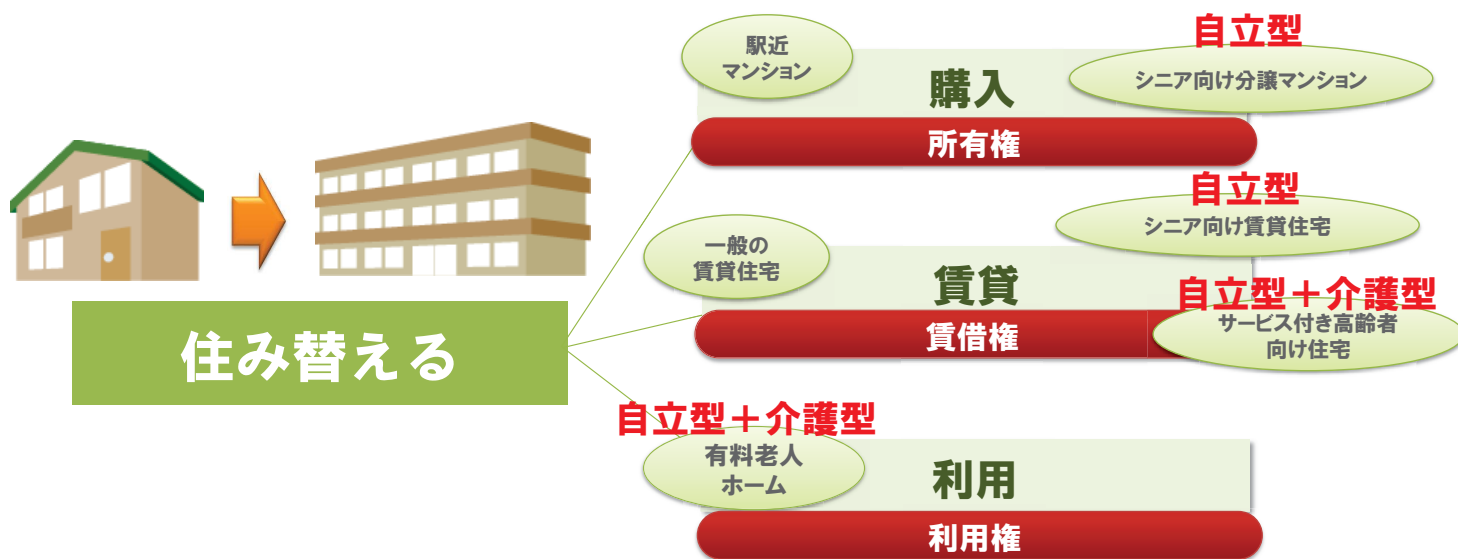 住み替える
駅近
マンション
購入
自立型
シニア向け分譲マンション
所有権
一般の
賃貸住宅
賃貸
自立型
シニア向け賃貸住宅
自立型＋介護型
サービス付き高齢者
向け住宅
賃借権
自立型＋介護型
有料老人
ホーム
利用
利用権